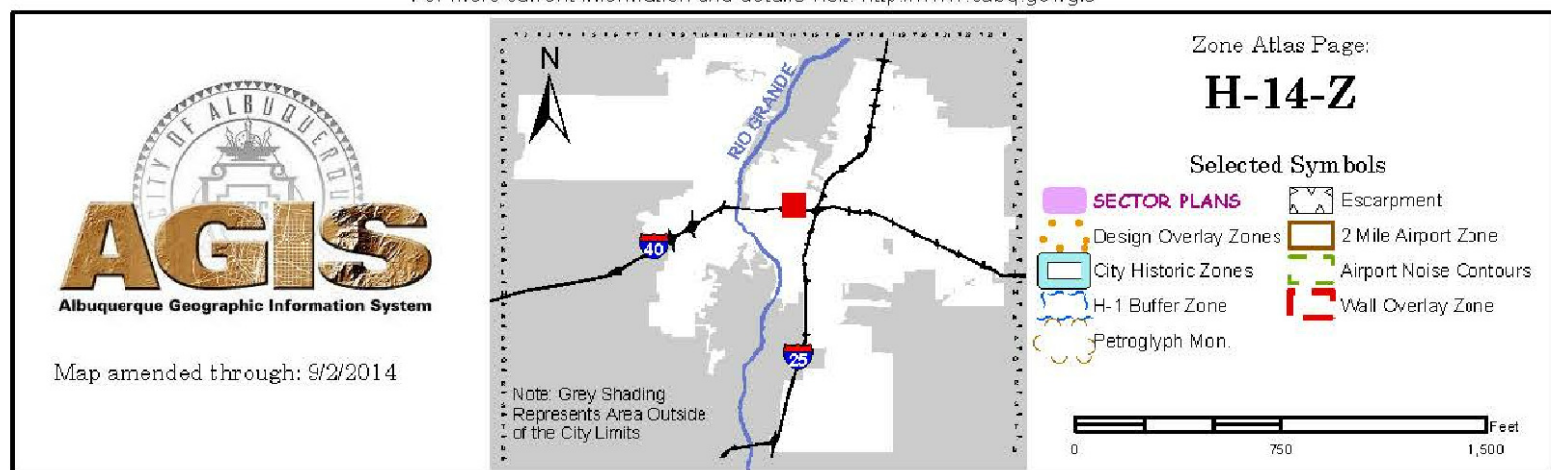 CITY OF ALBUQUERQUE
AGIS
Albuquerque Geographic Information System
Map amended through: 9/2/2014
N
RIO GRANDE
40
25
Note: Grey Shading
Represents Area Outside
of the City Limits
Zone Atlas Page:
H-14-Z
Selected Symbols
SECTOR PLANS
Design Overlay Zones
City Historic Zones
H-1 Buffer Zone
Petroglyph Mon.
Escarpment
2 Mile Airport Zone
Airport Noise Contours
Wall Overlay Zone
Feet
0 750 1,500